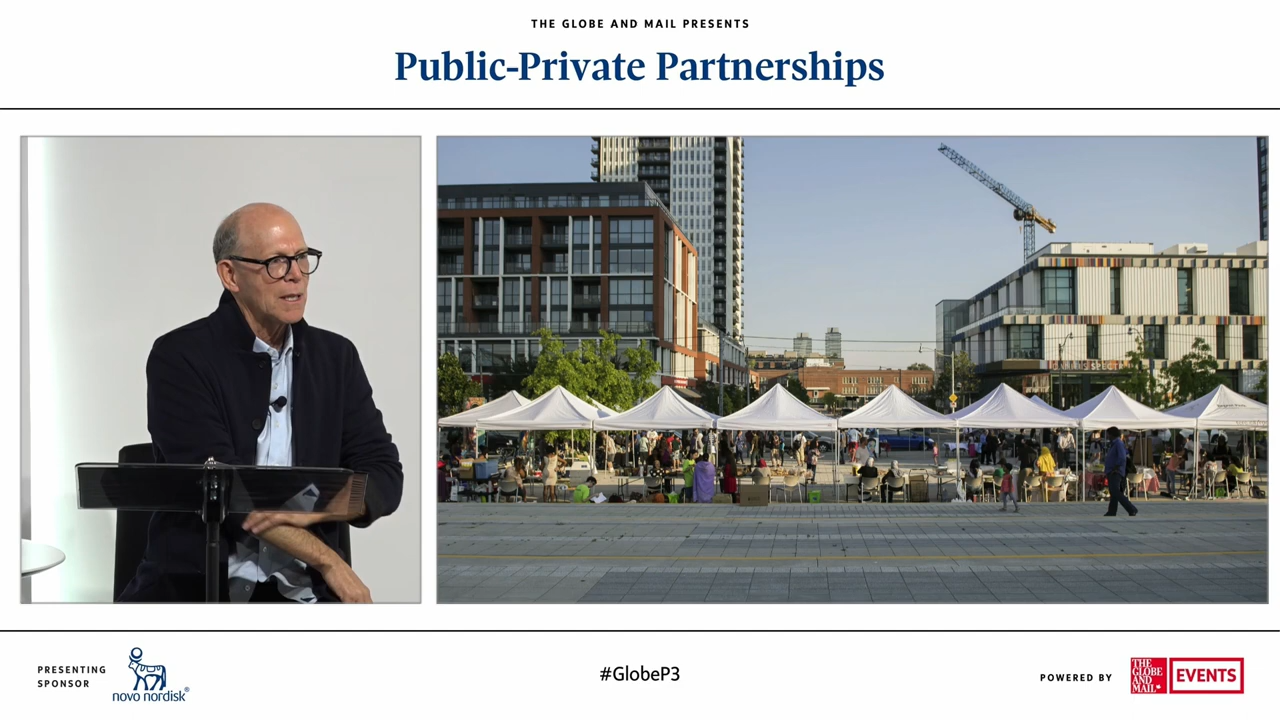 THE GLOBE AND MAIL PRESENTS
Public-Private Partnerships
PRESENTING
SPONSOR
novo nordisk®
#GlobeP3
POWERED BY
THE
GLOBE
AND
MAIL
EVENTS